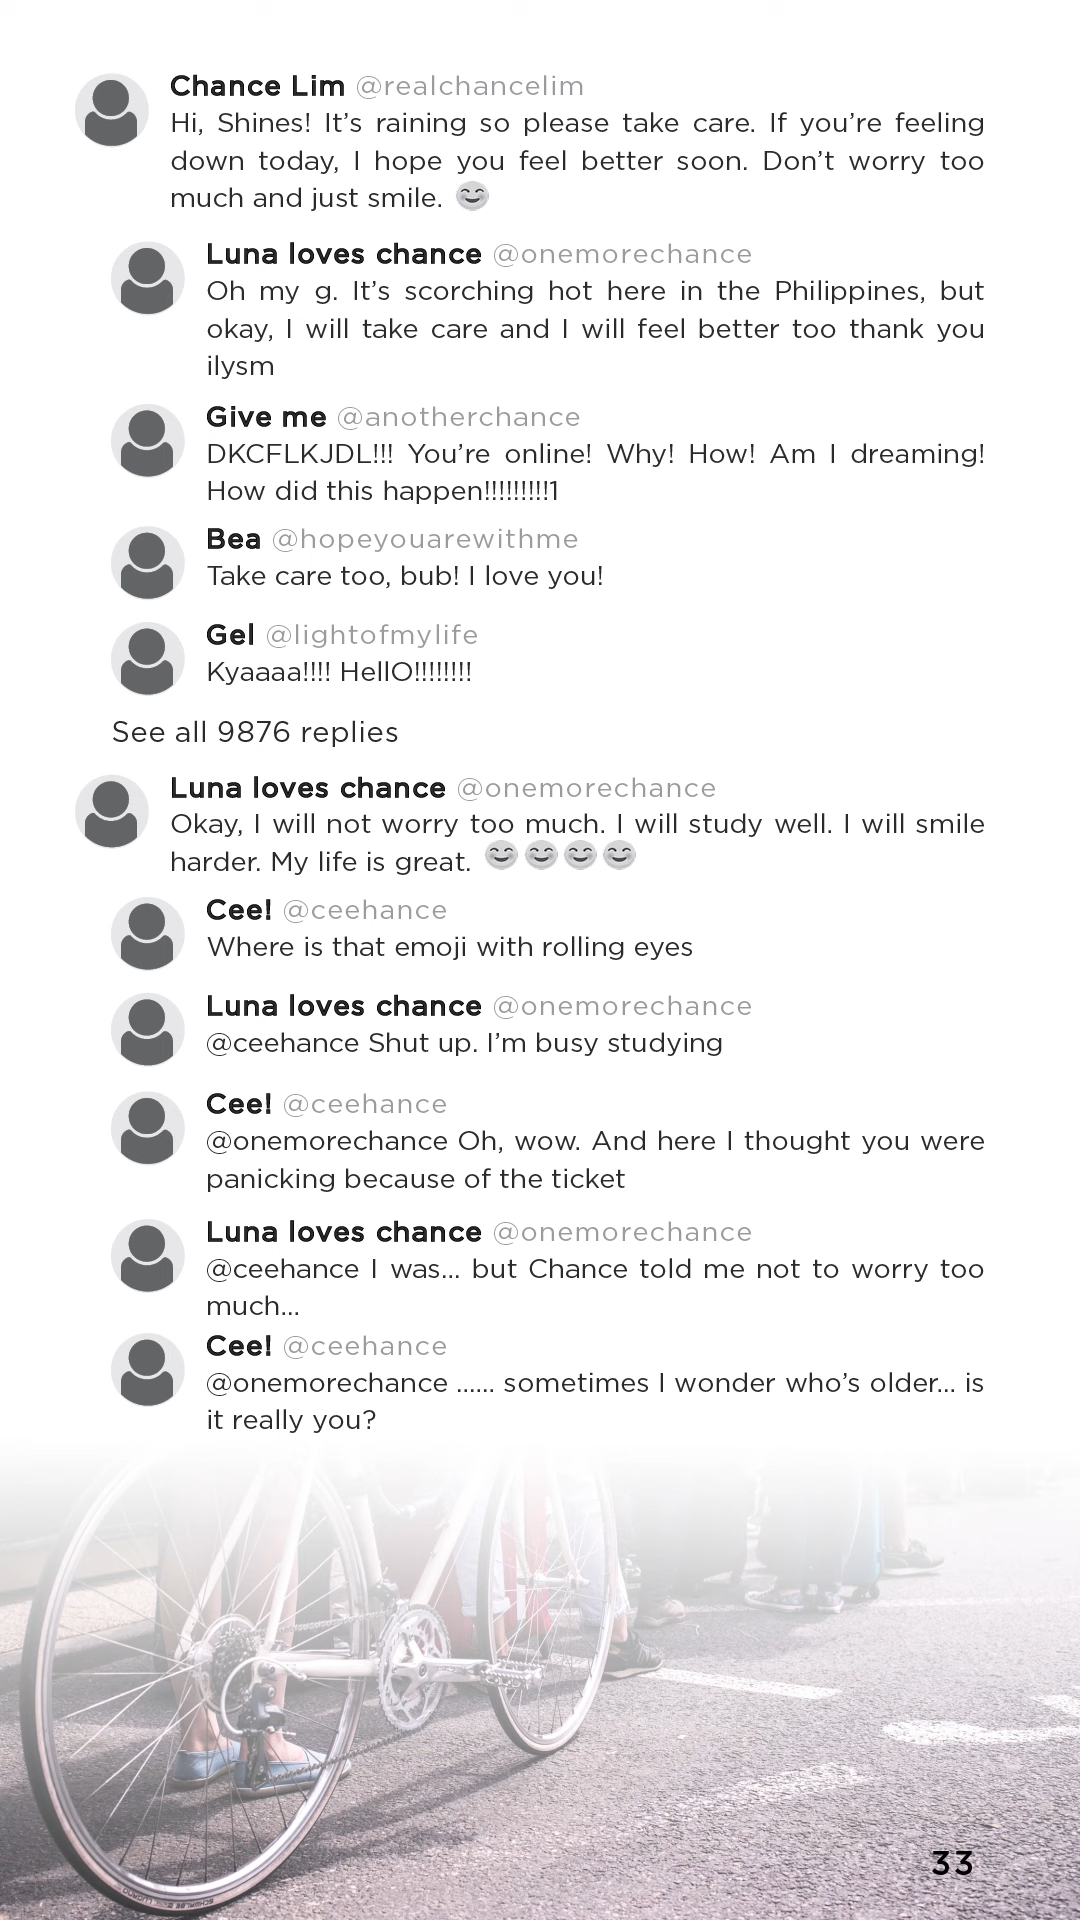 Chance Lim @realchancelim
Hi, Shines! It’s raining so please take care. If you’re feeling
down today, I hope you feel better soon. Don’t worry too
much and just smile. 😊
Luna loves chance @onemorechance
Oh my g. It’s scorching hot here in the Philippines, but
okay, I will take care and I will feel better too thank you
ilysm
Give me @anotherchance
DKCFLKJDL!!! You’re online! Why! How! Am I dreaming!
How did this happen!!!!!!!!!1
Bea @hopeyouarewithme
Take care too, bub! I love you!
Gel @lightofmylife
Kyaaaa!!!! HellO!!!!!!!!
See all 9876 replies
Luna loves chance @onemorechance
Okay, I will not worry too much. I will study well. I will smile
harder. My life is great. 😊😊😊😊
Cee! @ceehance
Where is that emoji with rolling eyes
Luna loves chance @onemorechance
@ceehance Shut up. I’m busy studying
Cee! @ceehance
@onemorechance Oh, wow. And here I thought you were
panicking because of the ticket
Luna loves chance @onemorechance
@ceehance I was... but Chance told me not to worry too
much...
Cee! @ceehance
@onemorechance ...... sometimes I wonder who’s older... is
it really you?
SCHWALBE
33